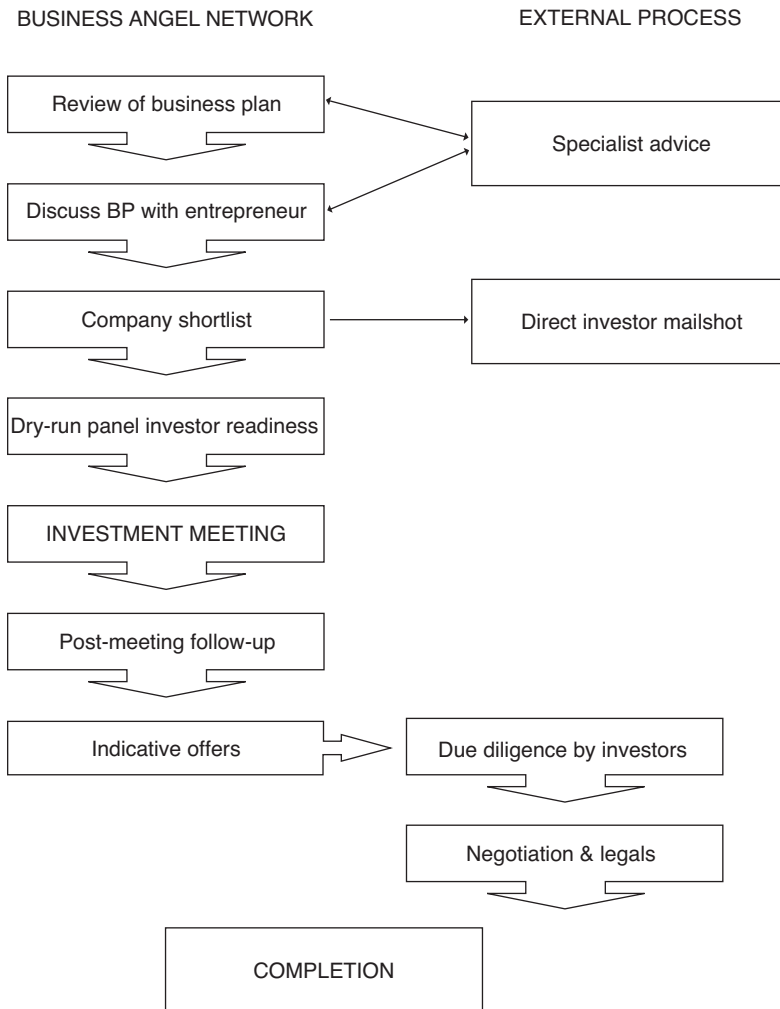 BUSINESS ANGEL NETWORK
EXTERNAL PROCESS
Review of business plan
Specialist advice
Discuss BP with entrepreneur
Company shortlist
Direct investor mailshot
Dry-run panel investor readiness
INVESTMENT MEETING
Post-meeting follow-up
Indicative offers
Due diligence by investors
Negotiation & legals
COMPLETION